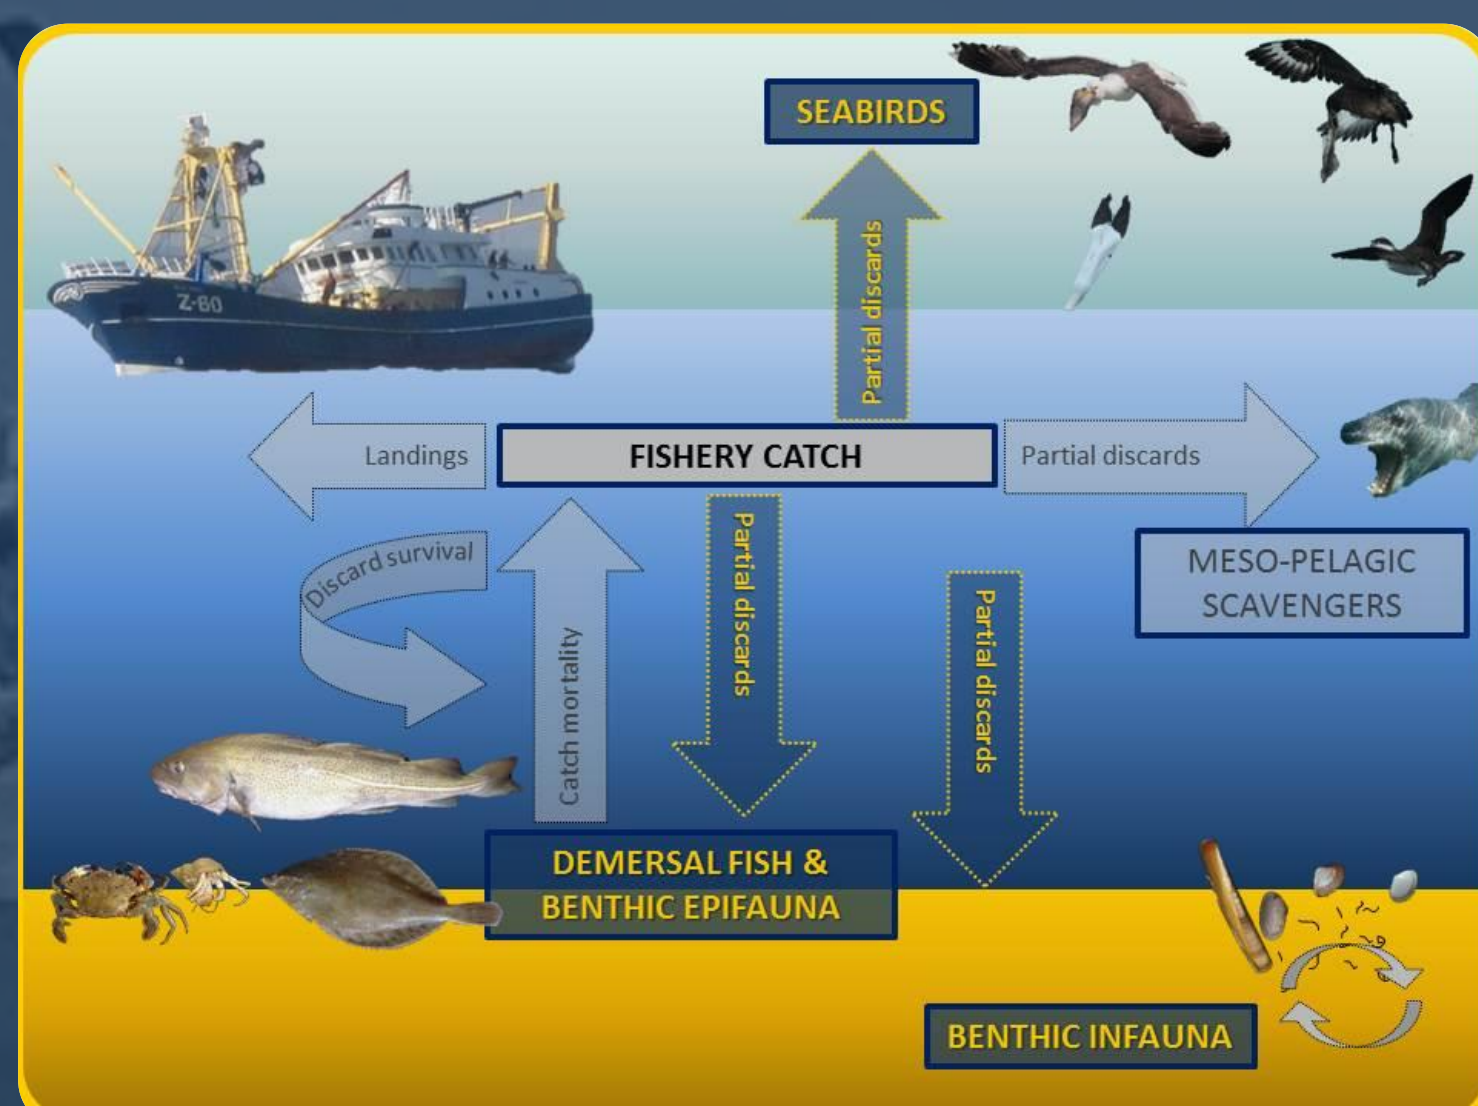 SEABIRDS
Z-60
Partial discards
Landings
FISHERY CATCH
Partial discards
Discard survival
Catch mortality
Partial discards
Partial discards
MESO-PELAGIC
SCAVENGERS
DEMERSAL FISH &
BENTHIC EPIFAUNA
BENTHIC INFAUNA